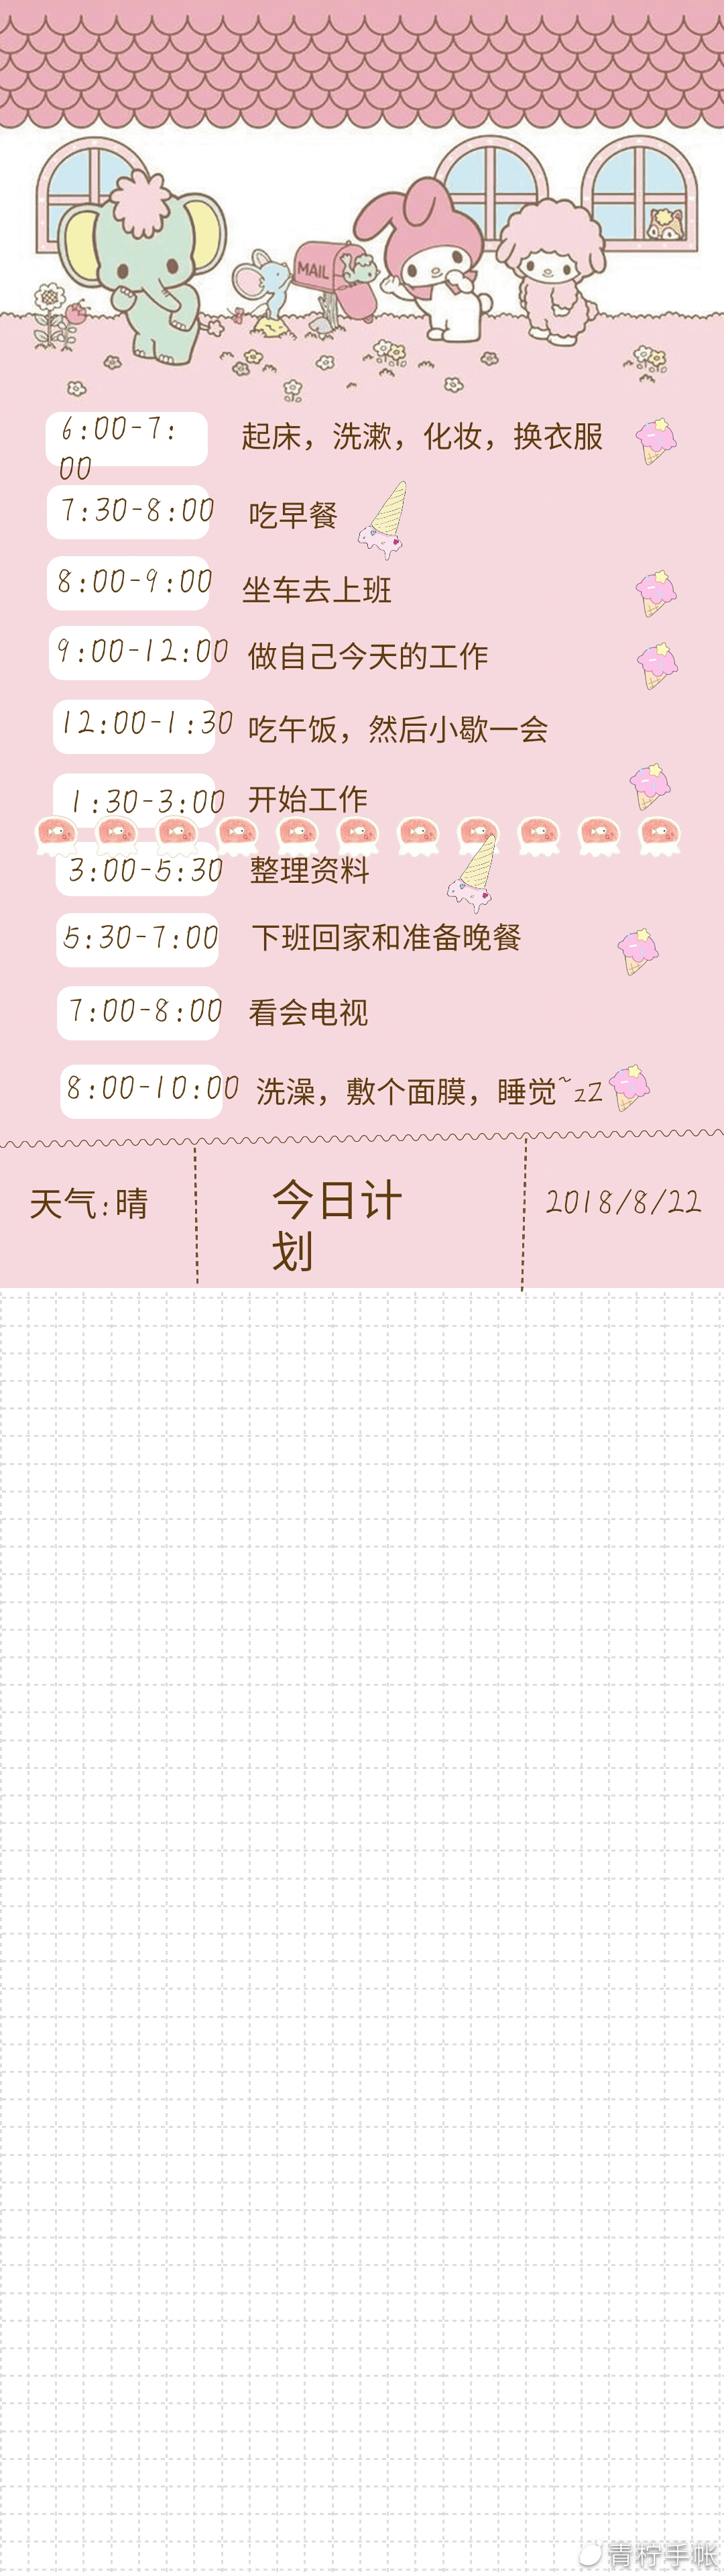 MAIL
6:00-7:
00
起床，洗漱，化妆，换衣服
7:30-8:00
吃早餐
8:00-9:00
坐车去上班
9:00-12:00
做自己今天的工作
12:00-1:30
吃午饭，然后小歇一会
1:30-3:00
开始工作
3:00-5:30
整理资料
5:30-7:00
下班回家和准备晚餐
7:00-8:00
看会电视
8:00-10:00
洗澡，敷个面膜，睡觉~zZ
天气:晴
今日计
划
2018/8/22
青柠手帐